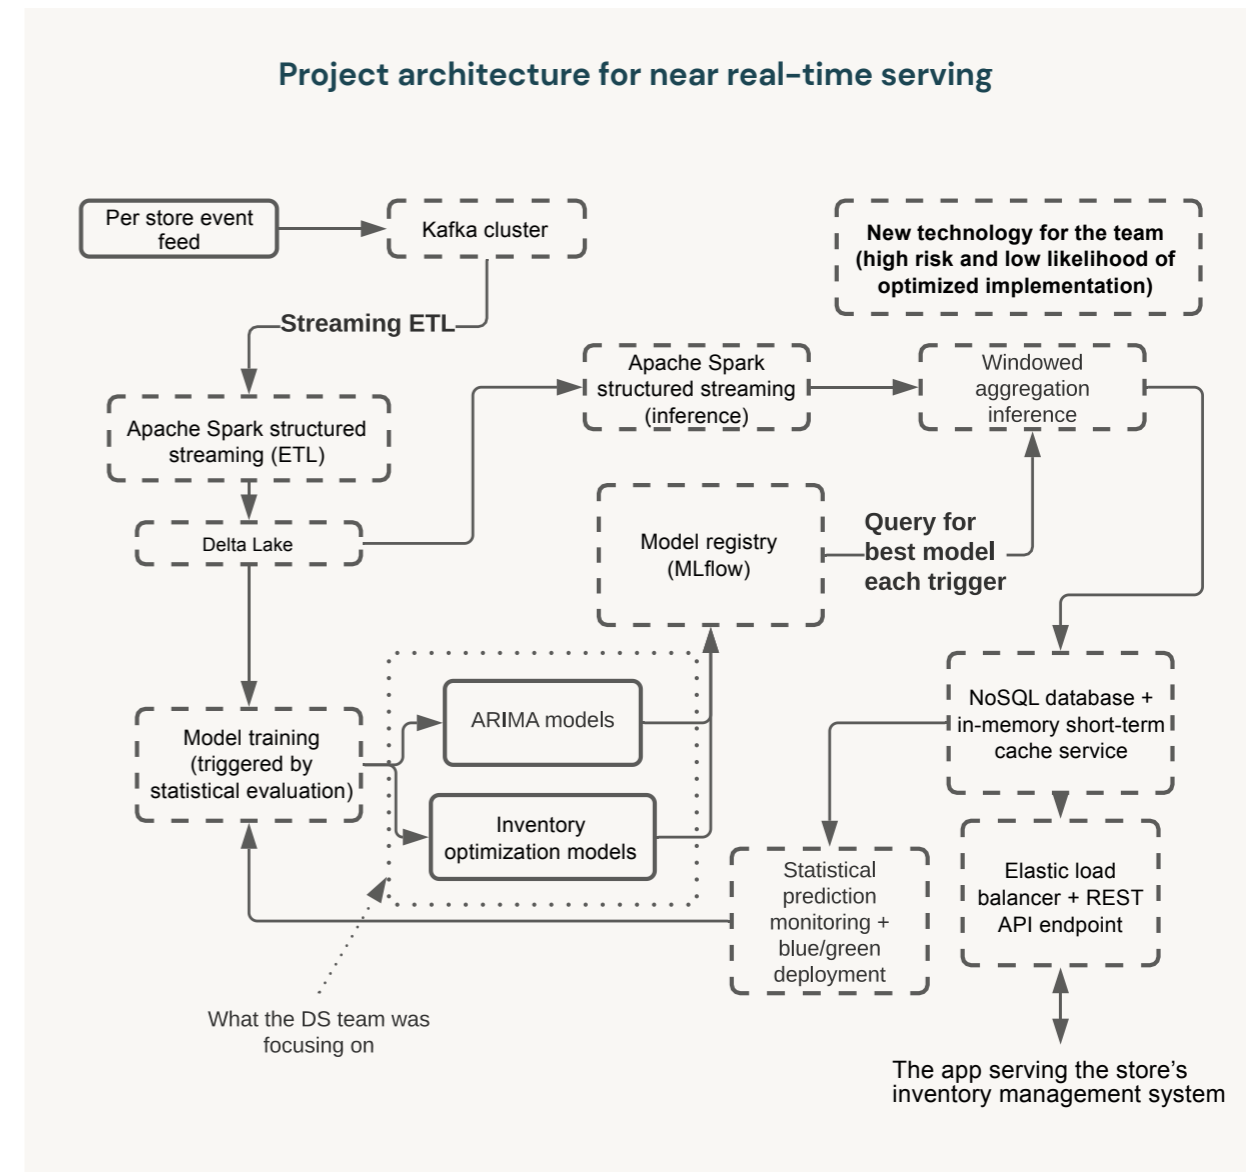 Project architecture for near real-time serving
Per store event
feed
Kafka cluster
New technology for the team
(high risk and low likelihood of
optimized implementation)
Streaming ETL
Apache Spark
structured streaming
(inference)
Windowed
aggregation
inference
Apache Spark structured
streaming (ETL)
Delta Lake
Model registry
(MLflow)
Query for
best model
each trigger
ARIMA models
Model training
(triggered by
statistical evaluation)
NoSQL database +
in-memory short-term
cache service
Inventory
optimization models
Statistical
prediction
monitoring +
blue/green
deployment
Elastic load
balancer + REST
API endpoint
What the DS team was
focusing on
The app serving the store’s
inventory management system